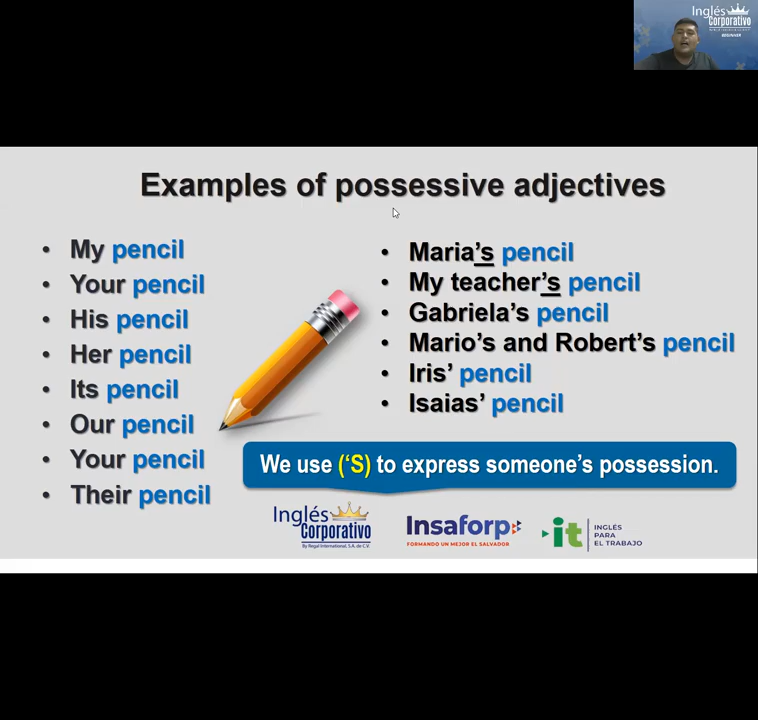 Inglés
Corporativo
BEGINNER
Examples of possessive adjectives
• My pencil
• Your pencil
• His pencil
• Her pencil
• Its pencil
• Our pencil
• Your pencil
• Their pencil
• Maria's pencil
• My teacher's pencil
• Gabriela's pencil
• Mario's and Robert's pencil
• Iris' pencil
• Isaias' pencil
We use ('S) to express someone's possession.
Inglés
Corporativo
By Regal International, S.A. de C.V.
Insaforp
FORMANDO UN MEJOR EL SALVADOR
it
INGLÉS
PARA
EL TRABAJO